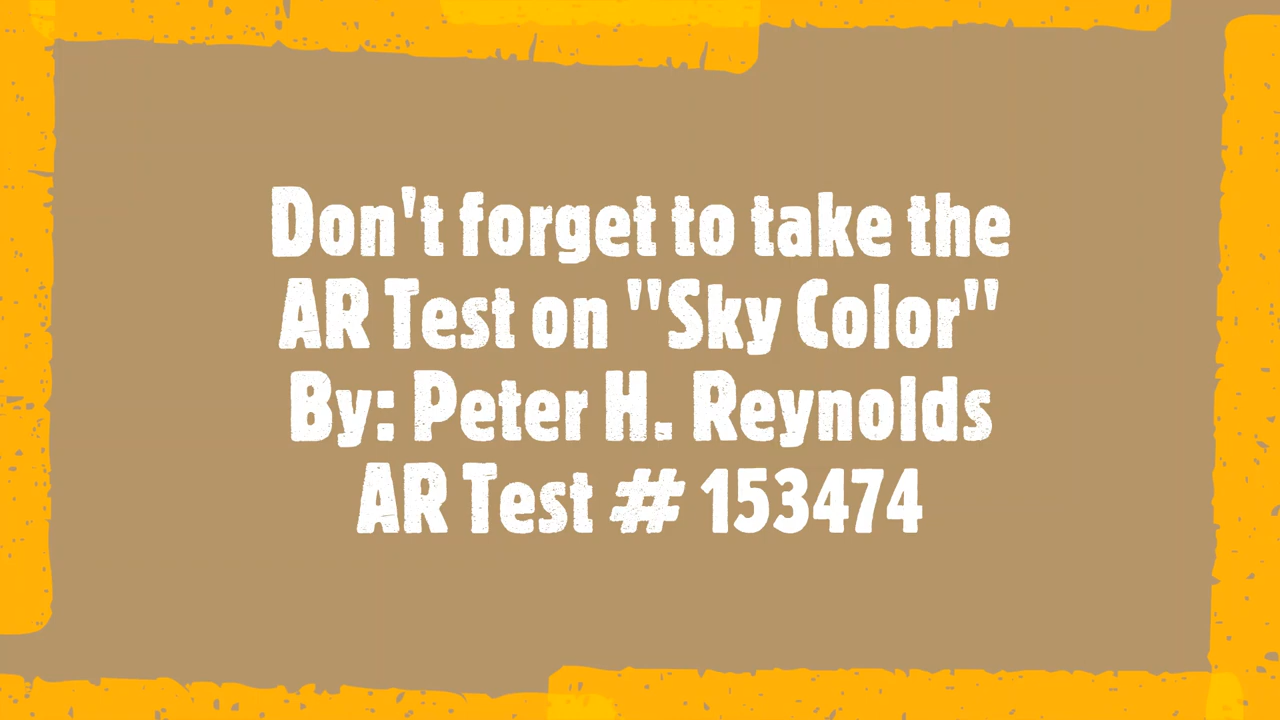 Don't forget to take the
AR Test on "Sky Color"
By: Peter H. Reynolds
AR Test # 153474